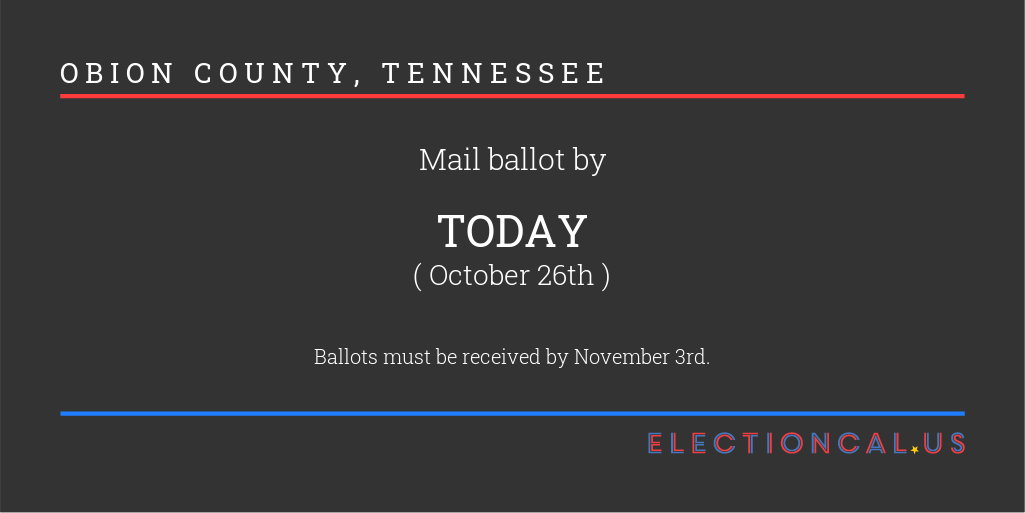 OBION COUNTY, TENNESSEE
Mail ballot by
TODAY
( October 26th )
Ballots must be received by November 3rd.
ELECTIONCAL.US